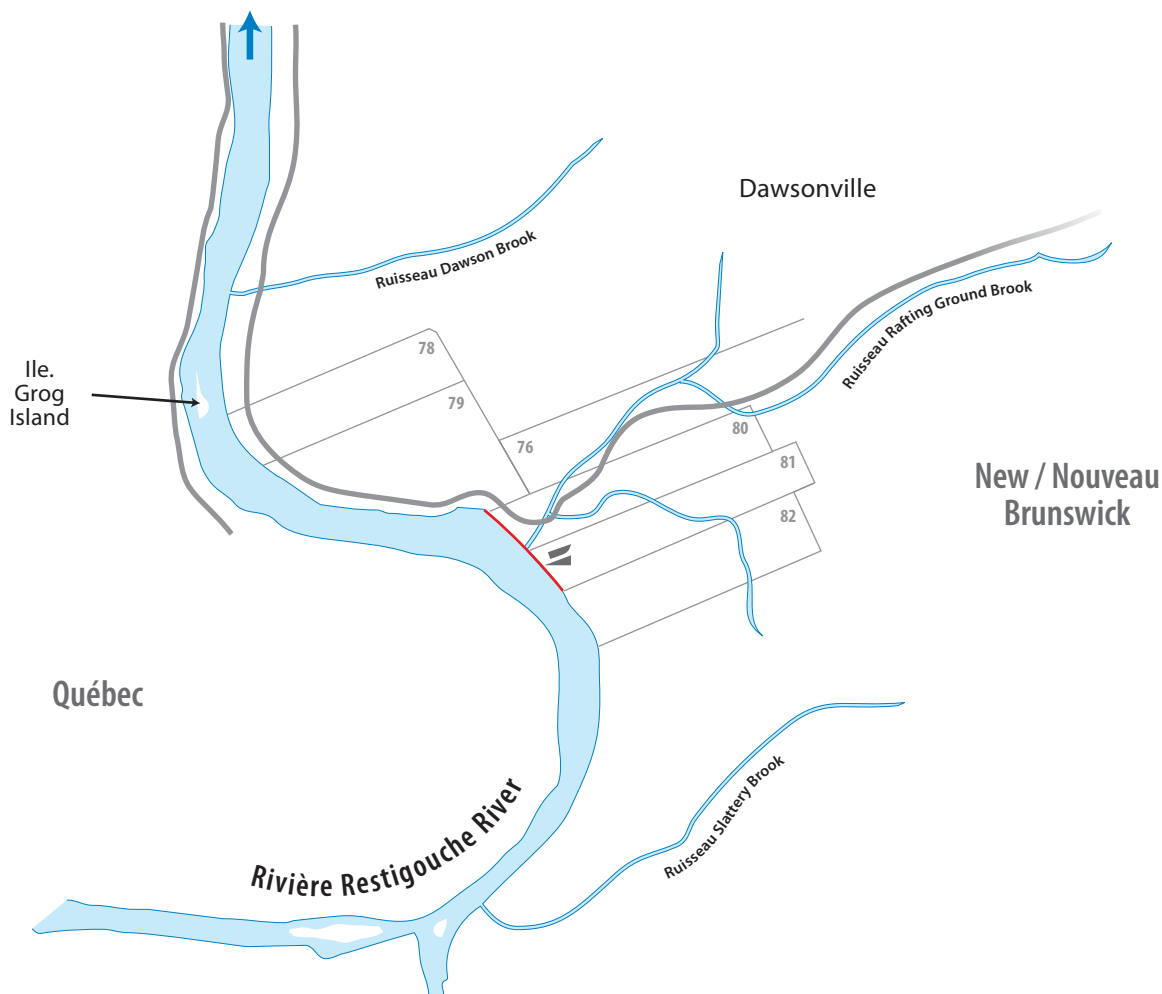 Dawsonville
Ruisseau Dawson Brook
Ruisseau Rafting Ground Brook
78
Ile.
Grog
Island
79
80
76
81
New / Nouveau
Brunswick
82
Québec
Ruisseau Slattery Brook
Rivière Restigouche River